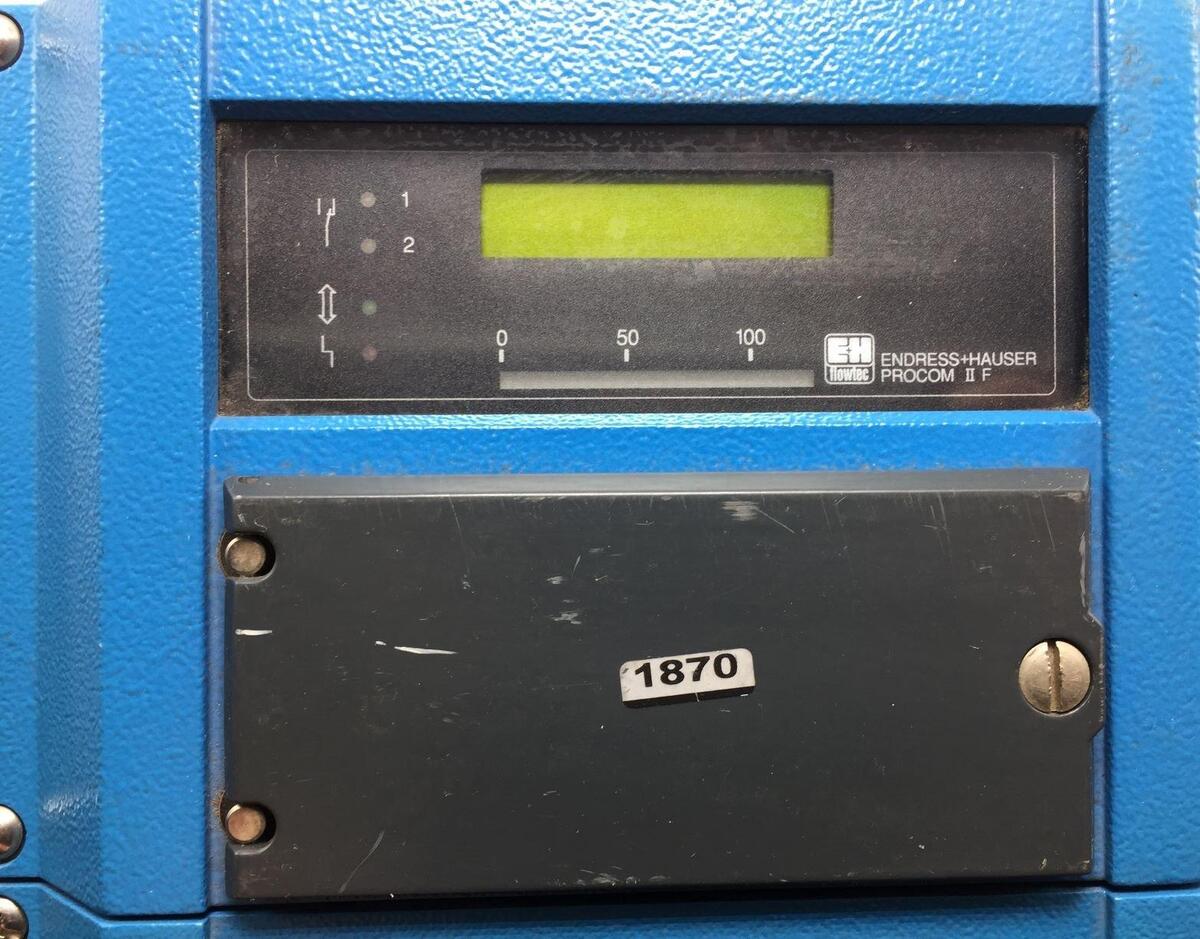 1
2
0 50 100
E+H
flowtec
ENDRESS+HAUSER
PROCOM II F
1870